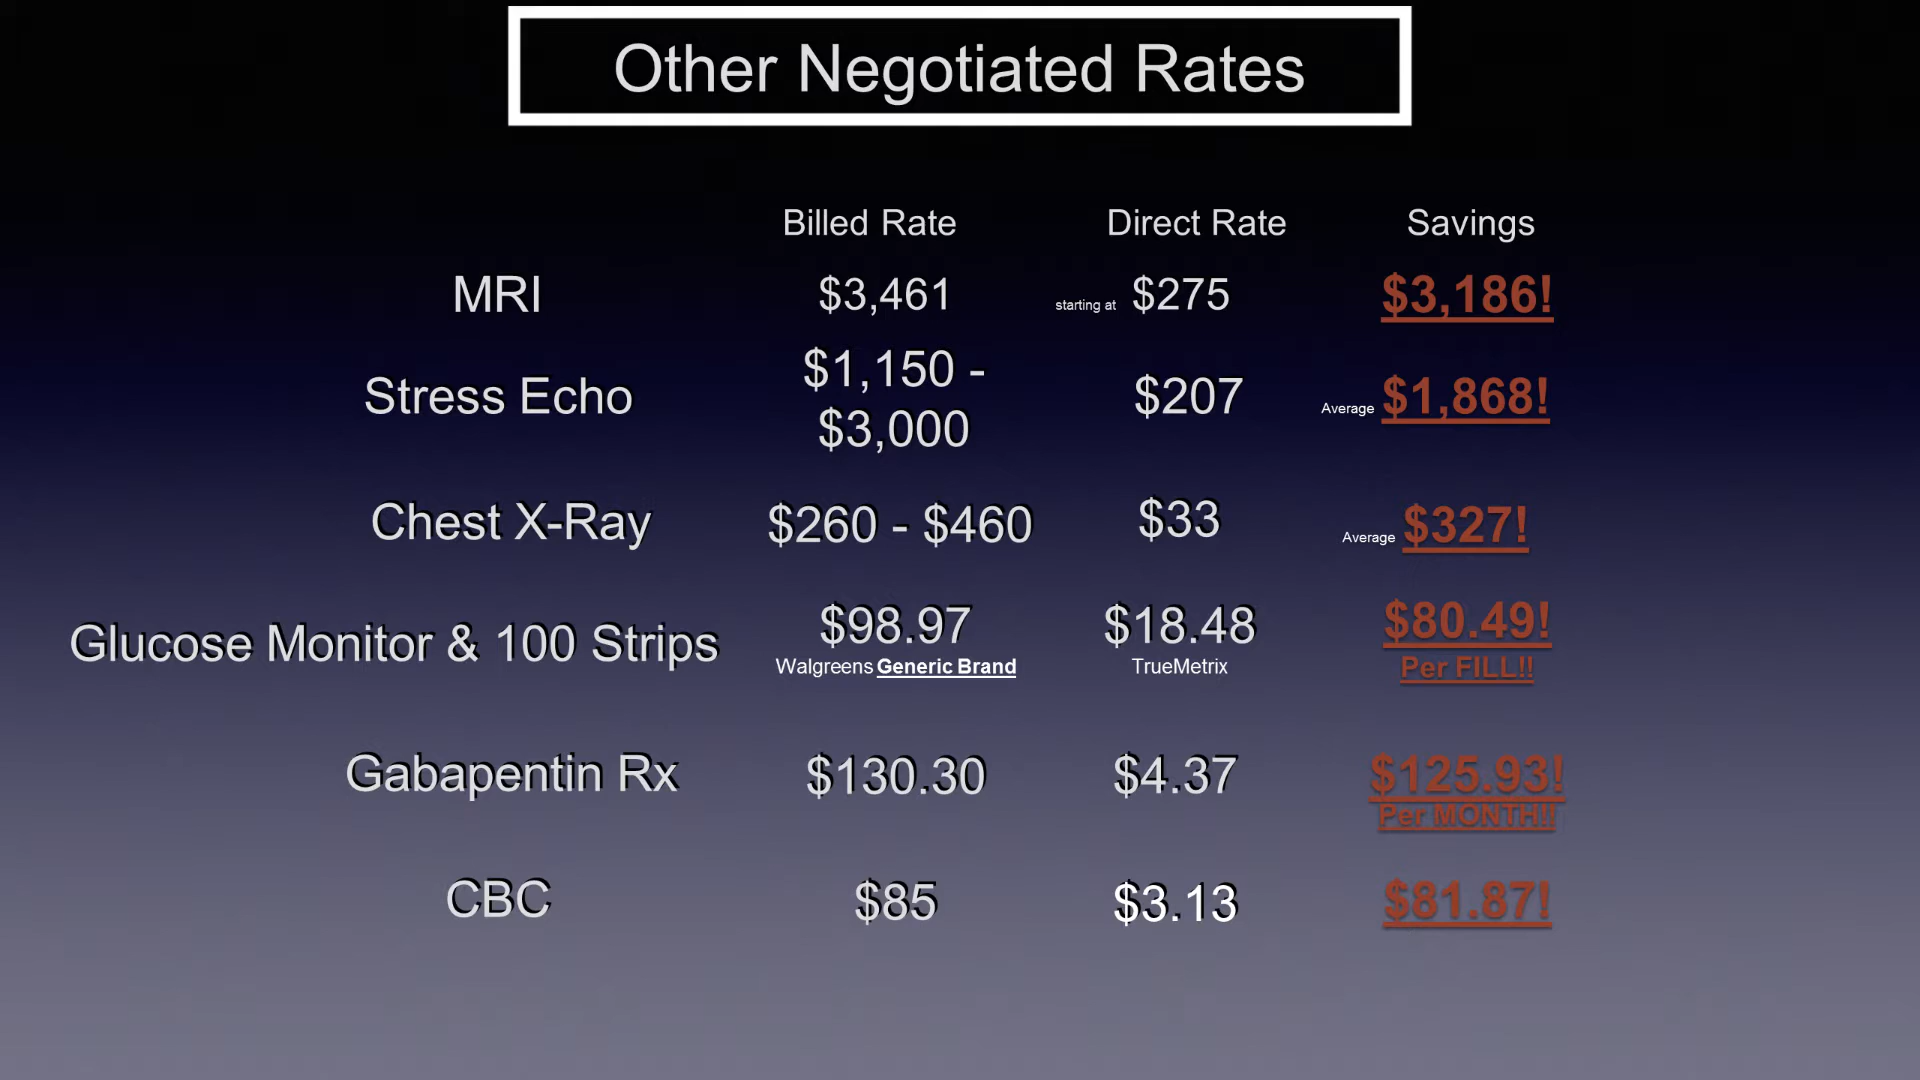 Other Negotiated Rates
Billed Rate Direct Rate Savings
MRI $3,461 starting at $275 $3,186!
Stress Echo $1,150 - $3,000 $207 Average $1,868!
Chest X-Ray $260 - $460 $33 Average $327!
Glucose Monitor & 100 Strips $98.97 $18.48 $80.49!
Walgreens Generic Brand TrueMetrix Per FILL!!
Gabapentin Rx $130.30 $4.37 $125.93!
Per MONTH!!
CBC $85 $3.13 $81.87!